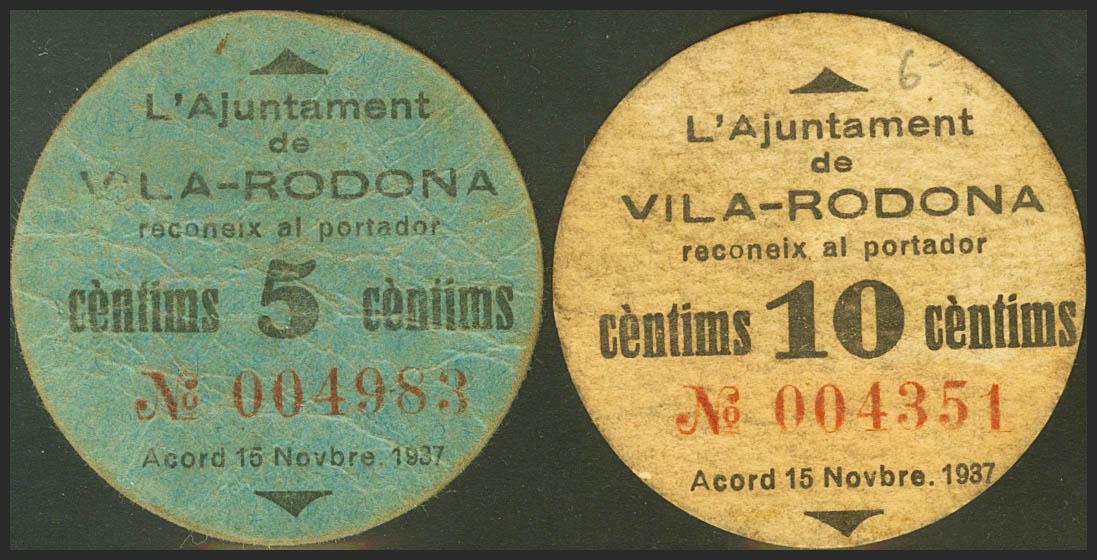 L'Ajuntament
de
VILA-RODONA
reconeix al portador
cèntims 5 cèntims
Nº 004983
Acord 15 Novbre. 1937
6-
L'Ajuntament
de
VILA-RODONA
reconeix al portador
cèntims 10 cèntims
Nº 004351
Acord 15 Novbre. 1937